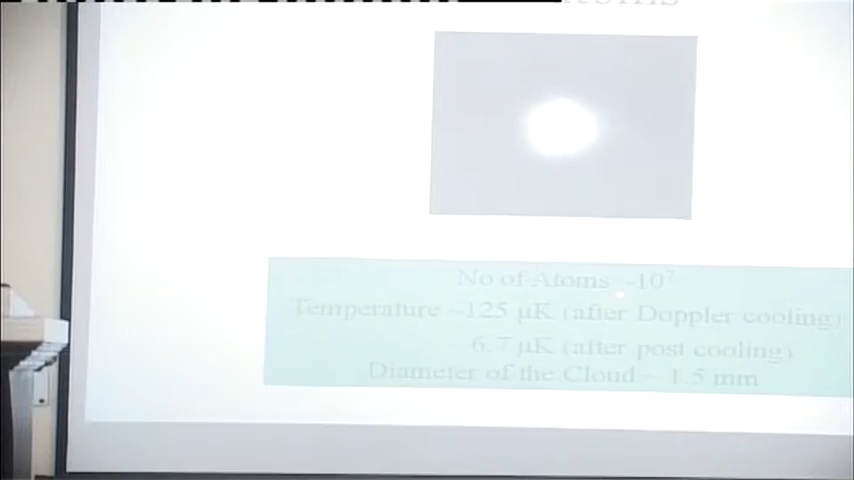 No of Atoms ~10⁷
Temperature ~125 μK (after Doppler cooling)
6.7 μK (after post cooling)
Diameter of the Cloud ~ 1.5 mm